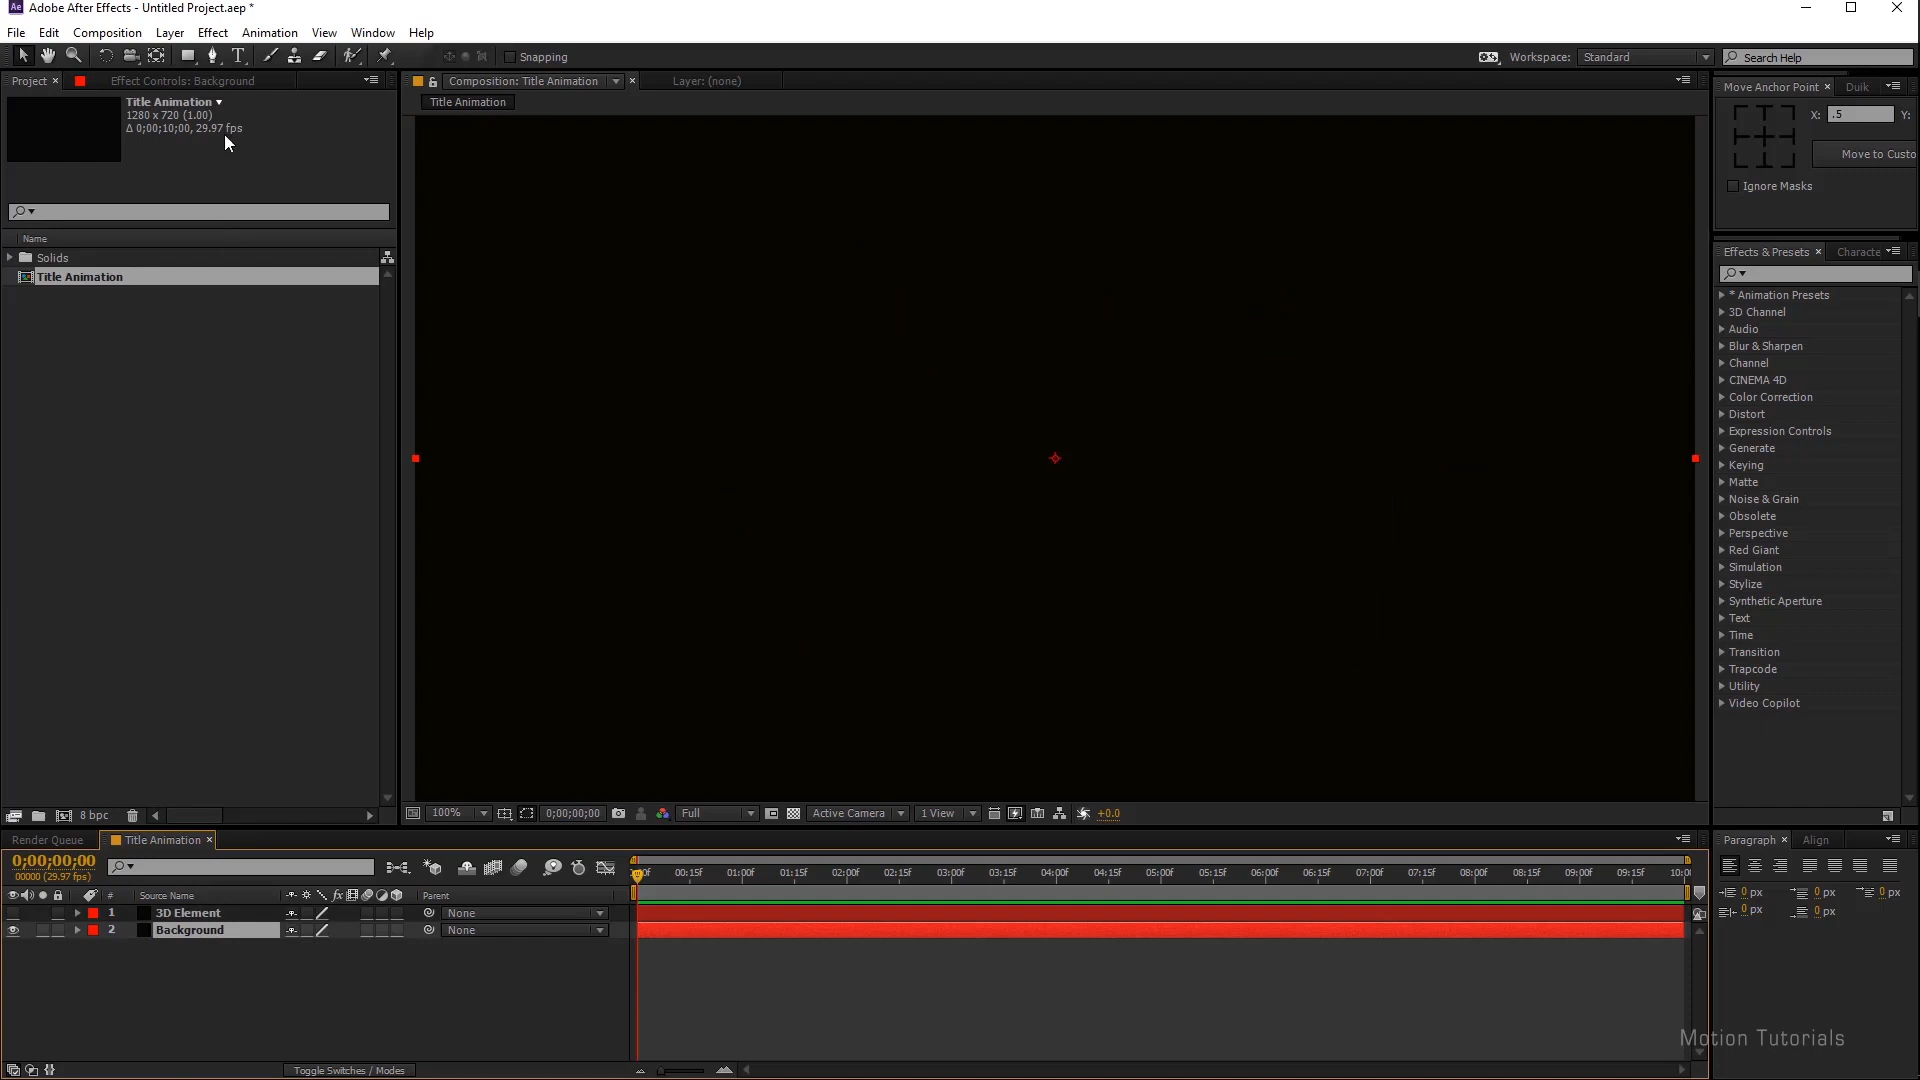 Adobe After Effects - Untitled Project.aep *
File Edit Composition Layer Effect Animation View Window Help
Snapping
Workspace: Standard
Search Help
Project
Effect Controls: Background
Title Animation
1280 x 720 (1.00)
Δ 0;00;10;00, 29.97 fps
Name
Solids
Title Animation
8 bpc
Composition: Title Animation
Layer: (none)
Title Animation
100%
0;00;00;00
Full
Active Camera
1 View
+0.0
Move Anchor Point
Duik
X: .5 Y:
Move to Custo
Ignore Masks
Effects & Presets
Characte
* Animation Presets
3D Channel
Audio
Blur & Sharpen
Channel
CINEMA 4D
Color Correction
Distort
Expression Controls
Generate
Keying
Matte
Noise & Grain
Obsolete
Perspective
Red Giant
Simulation
Stylize
Synthetic Aperture
Text
Time
Transition
Trapcode
Utility
Video Copilot
Render Queue
Title Animation
0;00;00;00
00000 (29.97 fps)
# Source Name
fx
Parent
00:15f 01:00f 01:15f 02:00f 02:15f 03:00f 03:15f 04:00f 04:15f 05:00f 05:15f 06:00f 06:15f 07:00f 07:15f 08:00f 08:15f 09:00f 09:15f
1 3D Element None
2 Background None
Toggle Switches / Modes
Paragraph
Align
0 px 0 px 0 px
0 px 0 px
Motion Tutorials